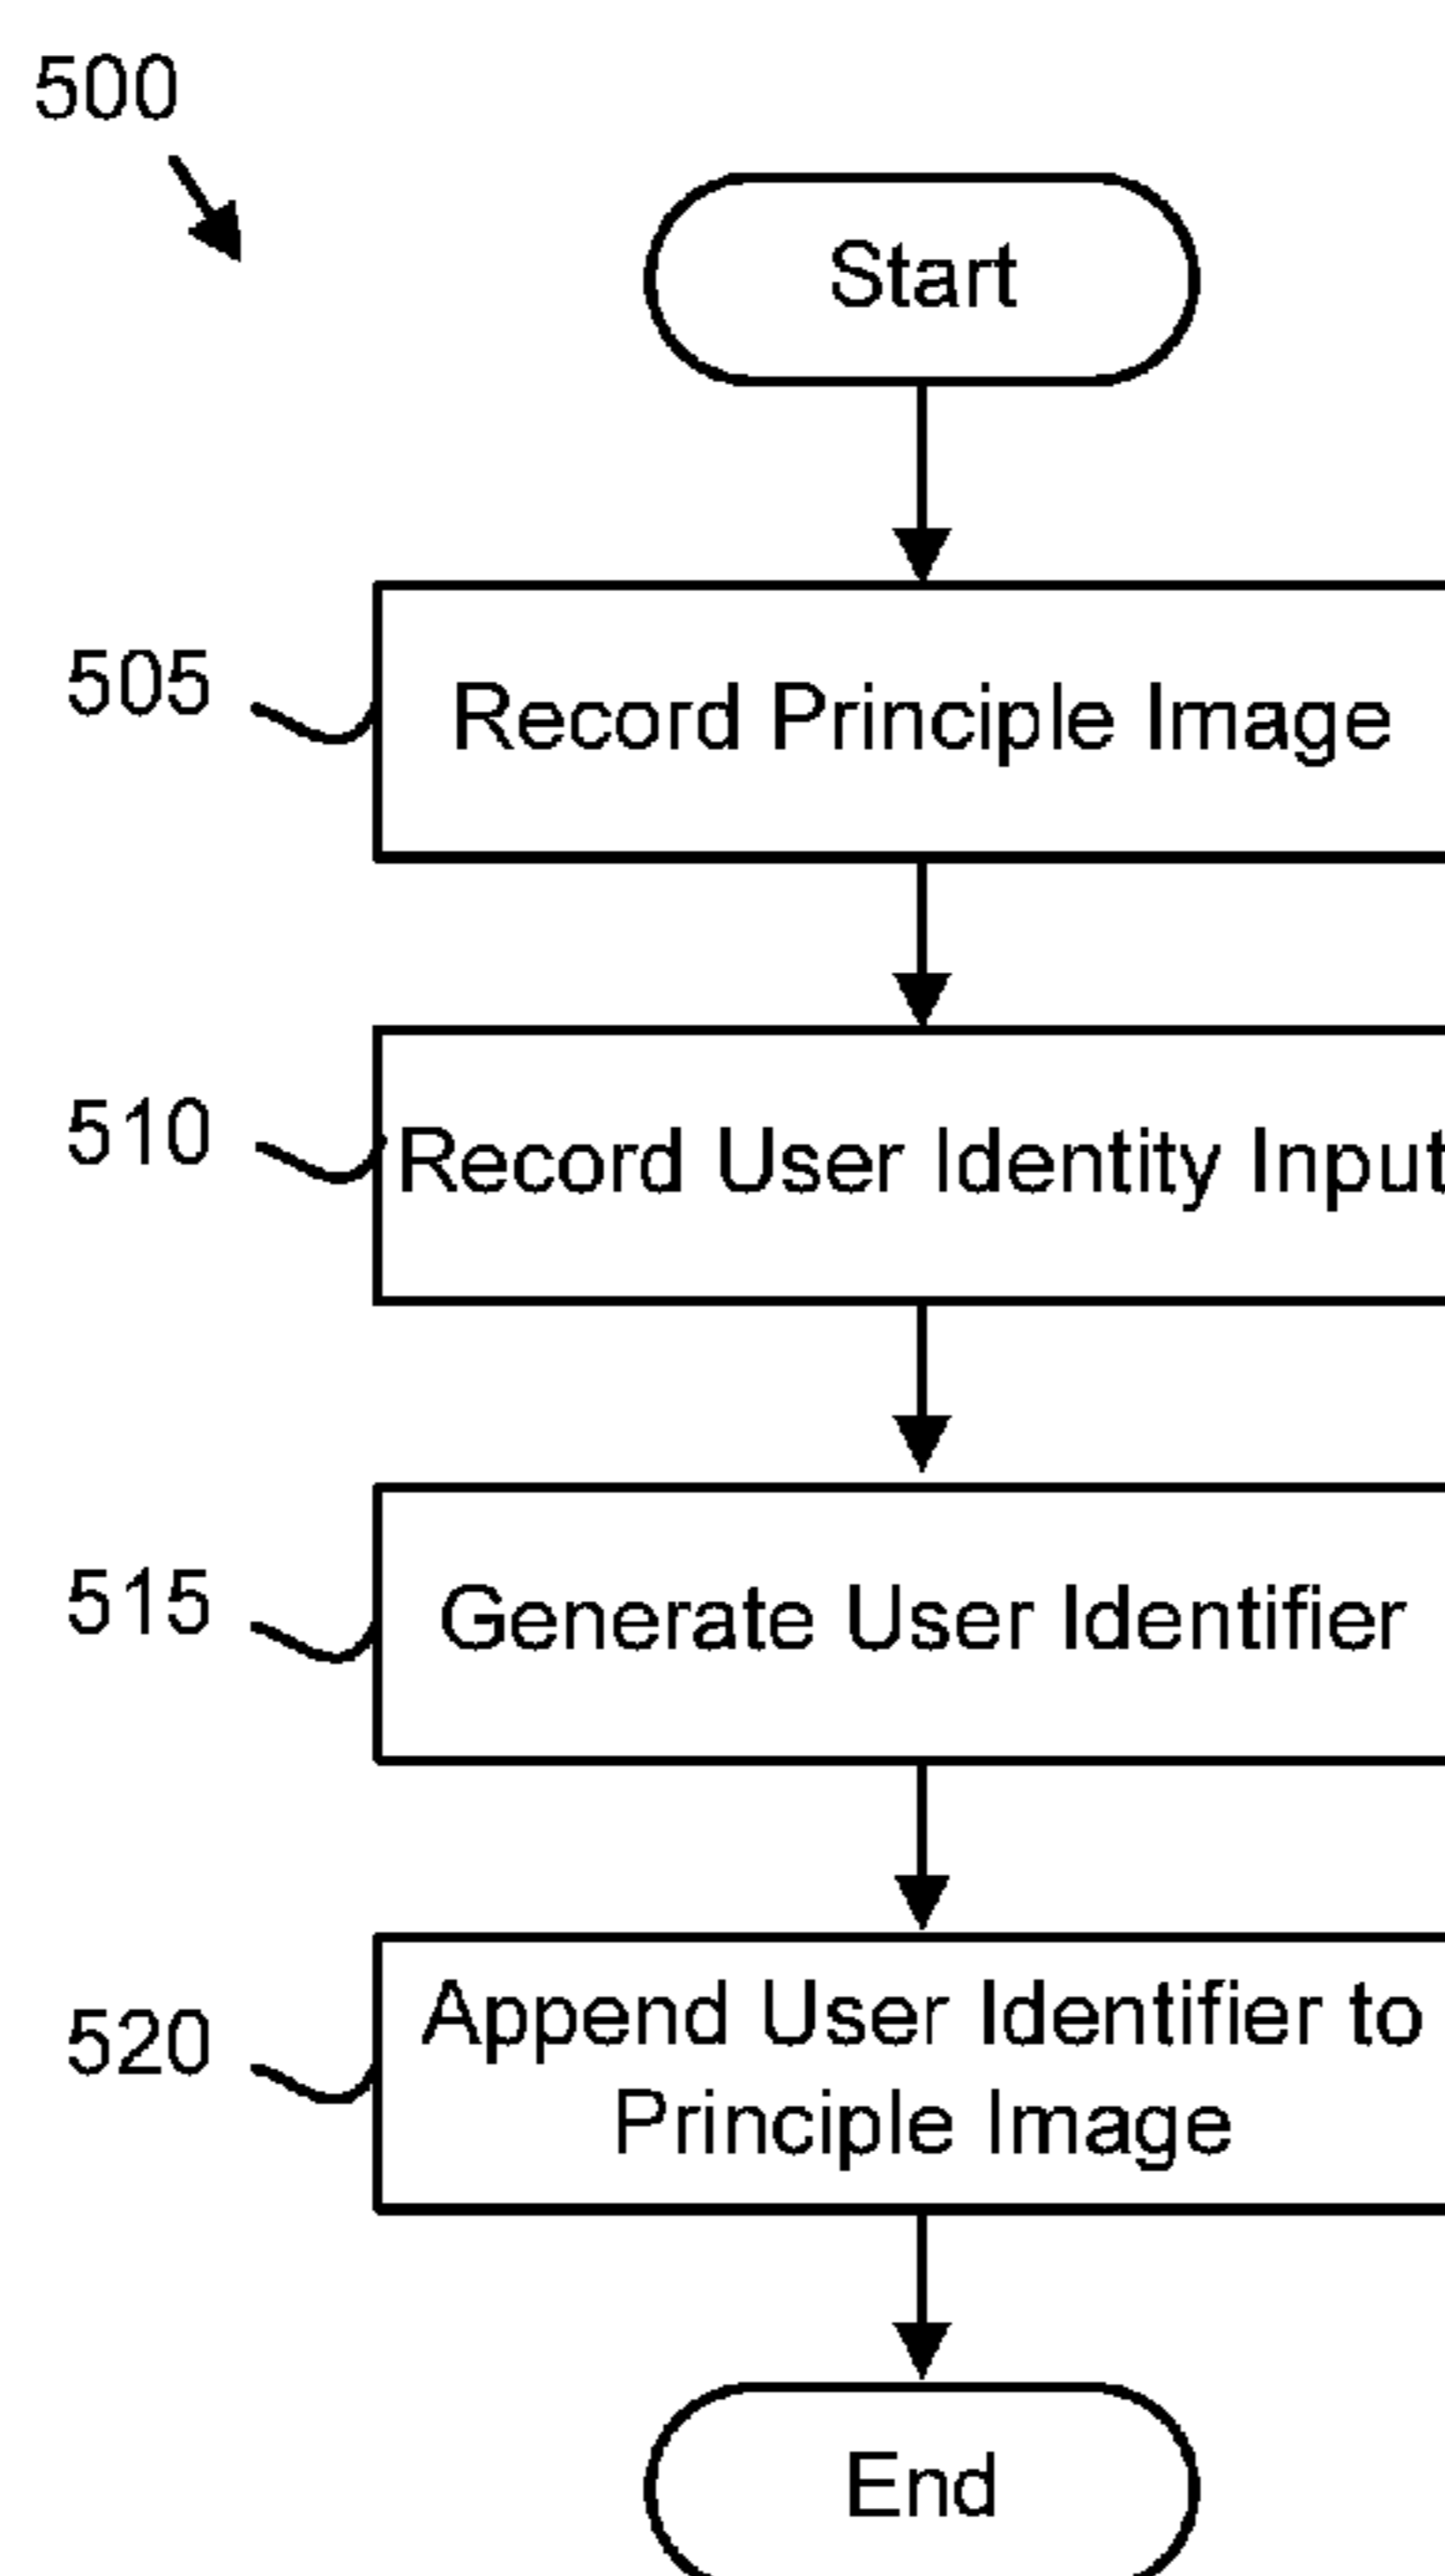 500
Start
505
Record Principle Image
510
Record User Identity Input
515
Generate User Identifier
520
Append User Identifier to
Principle Image
End